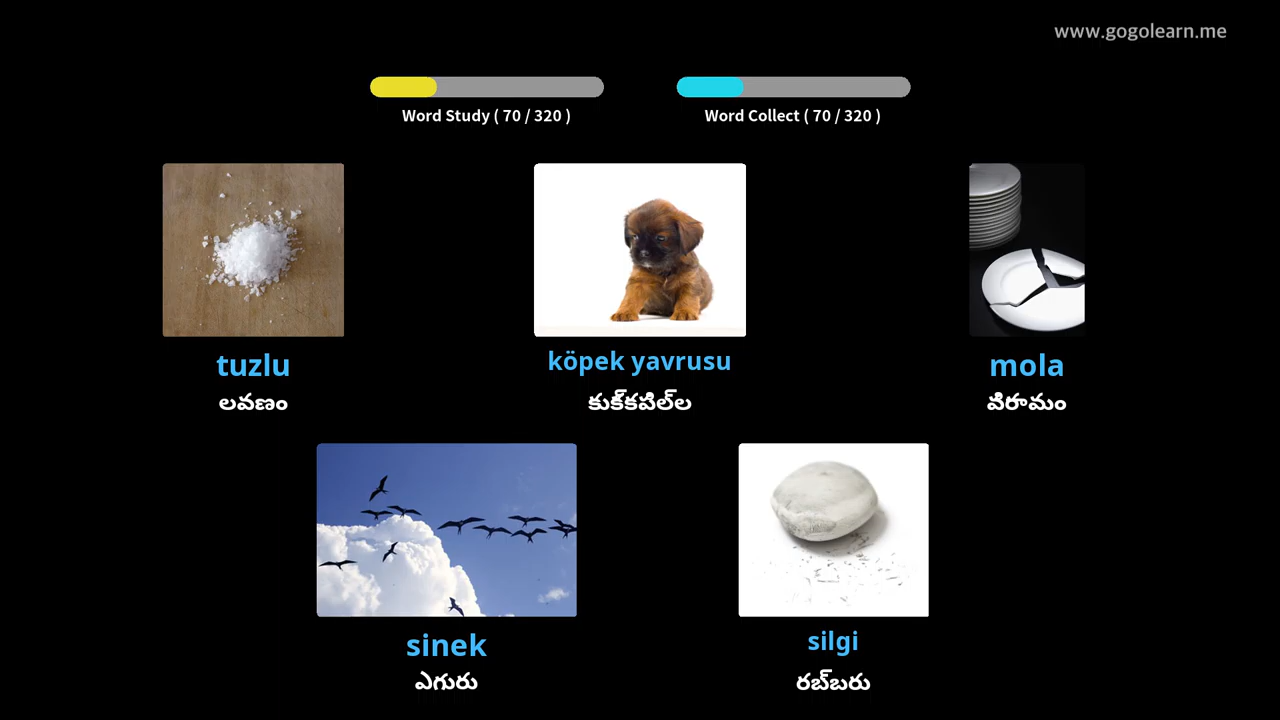 www.gogolearn.me
Word Study ( 70 / 320 )
Word Collect ( 70 / 320 )
tuzlu
లవణం
köpek yavrusu
కుక్కపిల్ల
mola
విరామం
sinek
ఎగురు
silgi
రబ్బరు